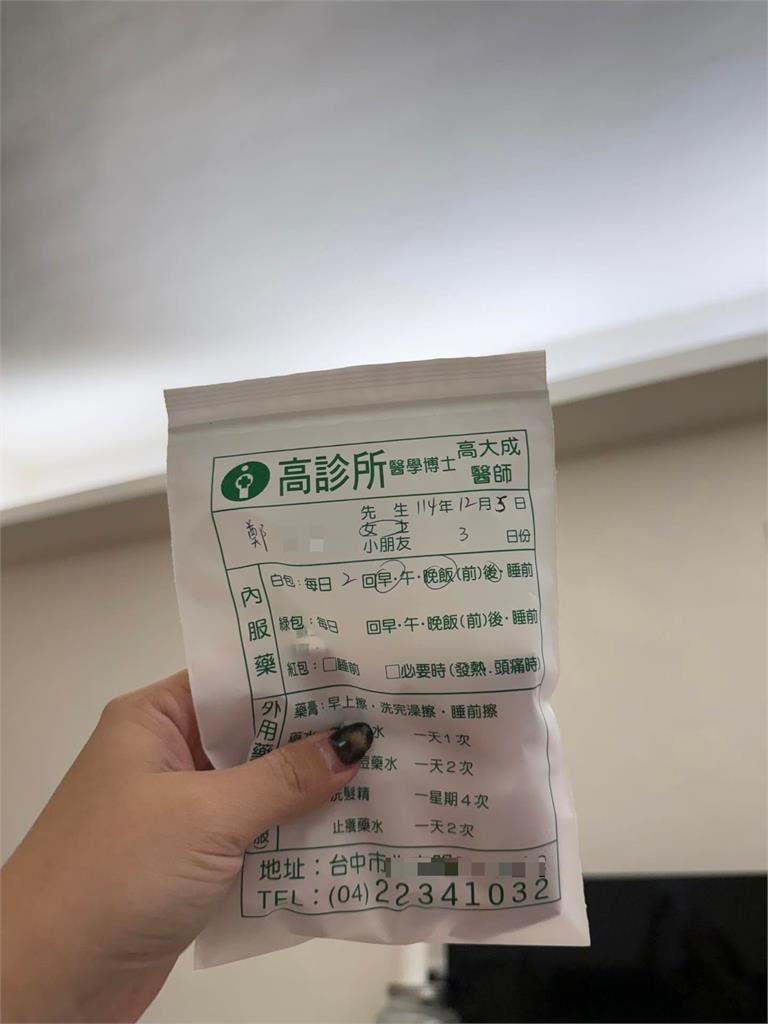 高診所 醫學博士 高大成 醫師
鄭 先生 114年12月5日
女士
小朋友 3 日份
內服藥
白包:每日 2 回早·午·晚飯(前)後·睡前
綠包:每日 回早·午·晚飯(前)後·睡前
紅包:□睡前 □必要時(發熱.頭痛時)
外用藥
藥膏:早上擦·洗完澡擦·睡前擦
藥水 水 一天1次
藥水 一天2次
洗髮精 一星期4次
止癢藥水 一天2次
服)
地址:台中市
TEL:(04)22341032